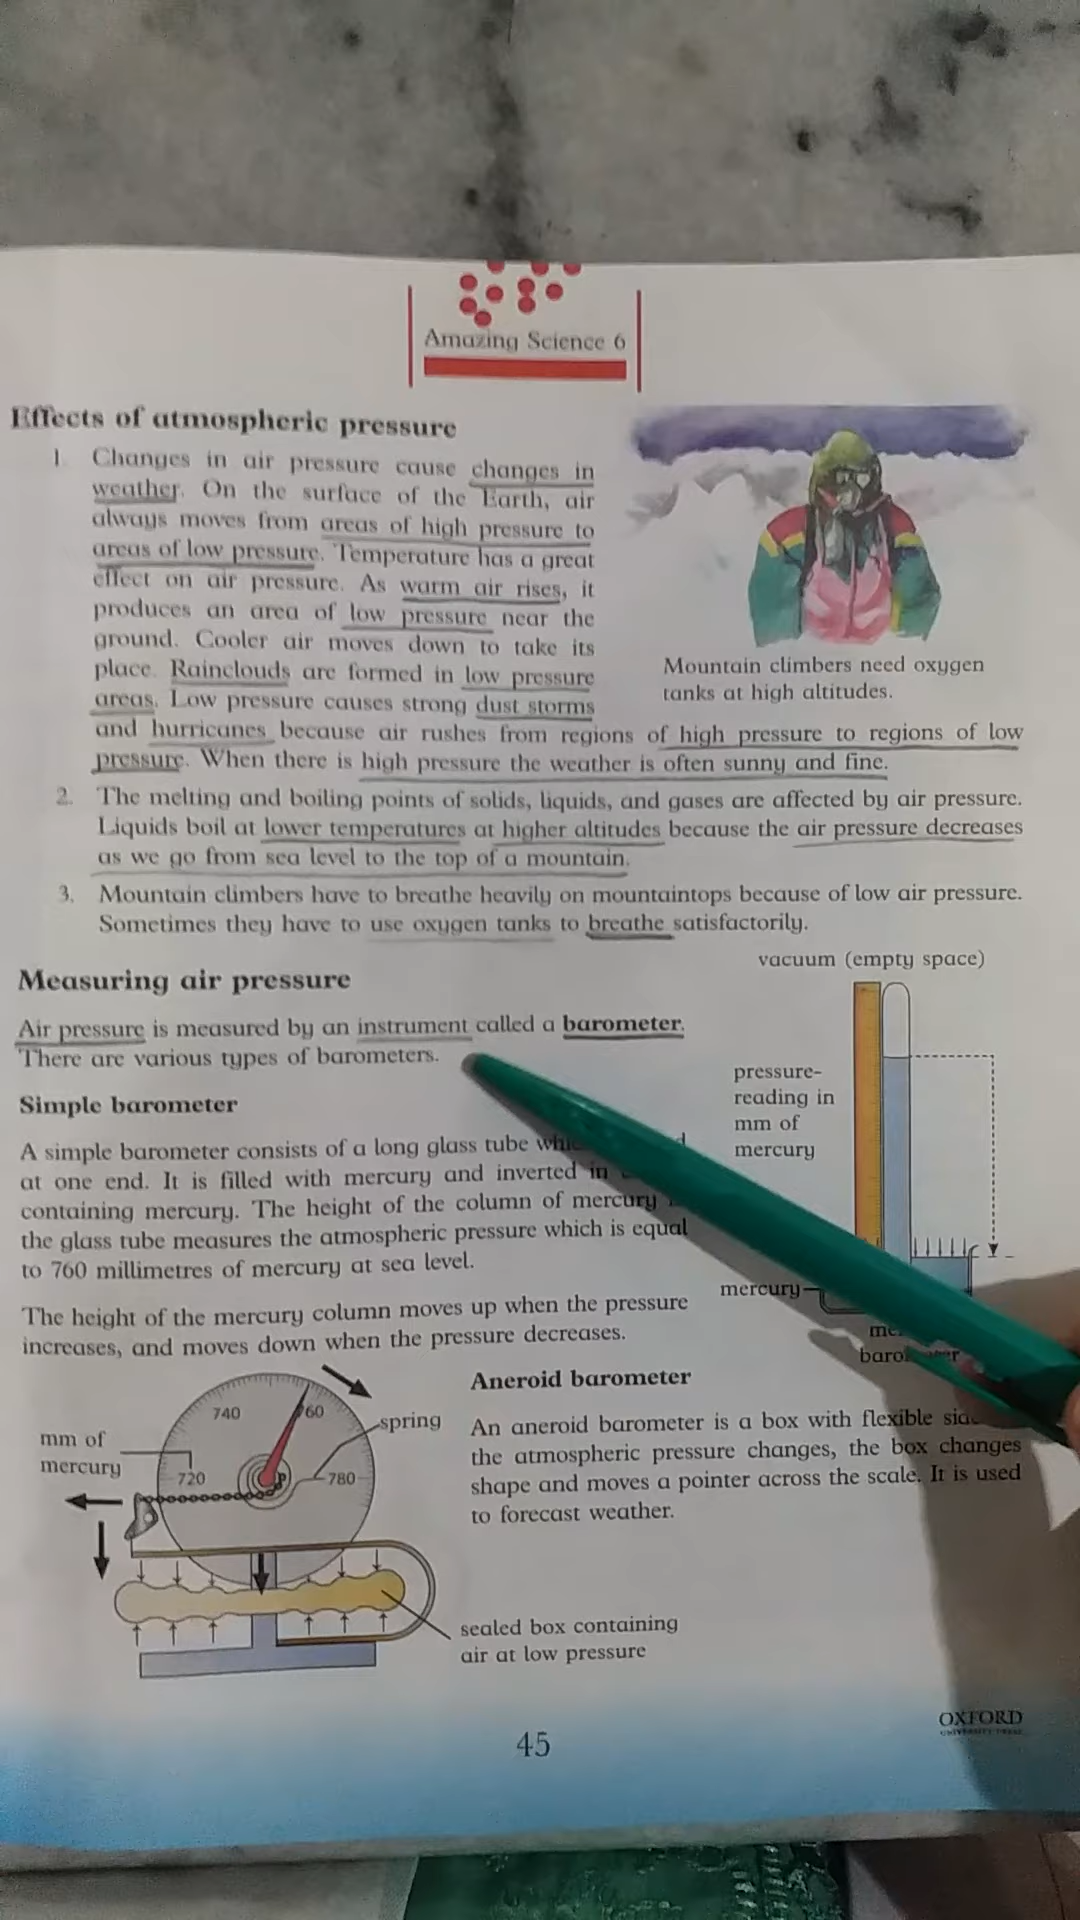 Amazing Science 6
Effects of atmospheric pressure
1. Changes in air pressure cause changes in
weather. On the surface of the Earth, air
always moves from areas of high pressure to
areas of low pressure. Temperature has a great
effect on air pressure. As warm air rises, it
produces an area of low pressure near the
ground. Cooler air moves down to take its
place. Rainclouds are formed in low pressure
areas. Low pressure causes strong dust storms
and hurricanes because air rushes from regions of high pressure to regions of low
pressure. When there is high pressure the weather is often sunny and fine.
Mountain climbers need oxygen
tanks at high altitudes.
2. The melting and boiling points of solids, liquids, and gases are affected by air pressure.
Liquids boil at lower temperatures at higher altitudes because the air pressure decreases
as we go from sea level to the top of a mountain.
3. Mountain climbers have to breathe heavily on mountaintops because of low air pressure.
Sometimes they have to use oxygen tanks to breathe satisfactorily.
Measuring air pressure
Air pressure is measured by an instrument called a barometer.
There are various types of barometers.
Simple barometer
A simple barometer consists of a long glass tube
at one end. It is filled with mercury and inverted in
containing mercury. The height of the column of mercury
the glass tube measures the atmospheric pressure which is equal
to 760 millimetres of mercury at sea level.
The height of the mercury column moves up when the pressure
increases, and moves down when the pressure decreases.
vacuum (empty space)
pressure-
reading in
mm of
mercury
mercury
Aneroid barometer
An aneroid barometer is a box with flexible
the atmospheric pressure changes, the box changes
shape and moves a pointer across the scale. It is used
to forecast weather.
740
760
720
780
mm of
mercury
spring
sealed box containing
air at low pressure
45
OXFORD
UNIVERSITY PRESS